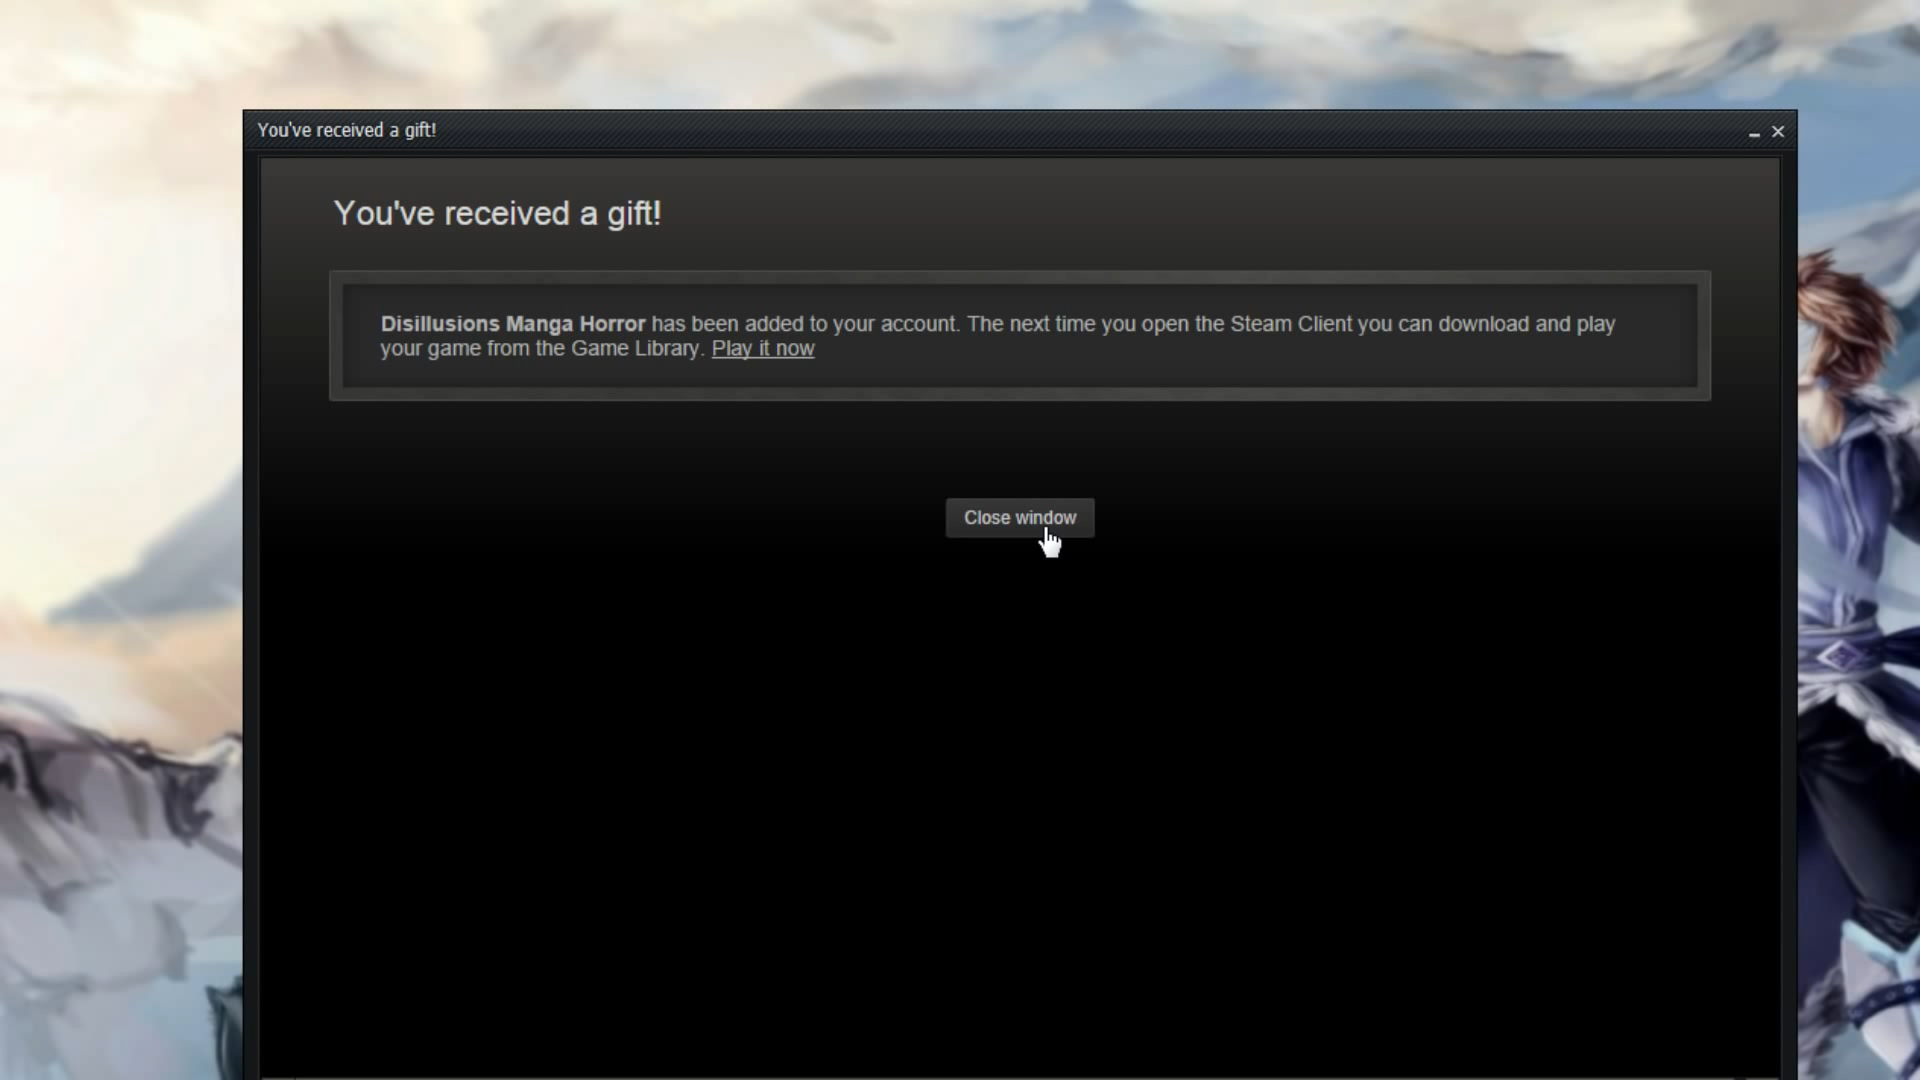 You've received a gift!
You've received a gift!
Disillusions Manga Horror has been added to your account. The next time you open the Steam Client you can download and play
your game from the Game Library. Play it now
Close window